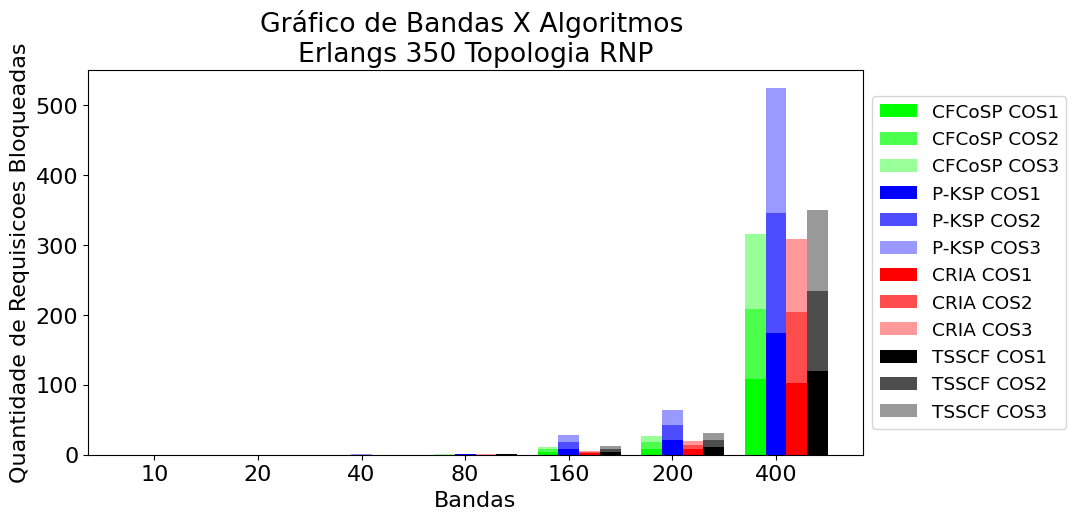 Gráfico de Bandas X Algoritmos
Erlangs 350 Topologia RNP
Quantidade de Requisicoes Bloqueadas
500
400
300
200
100
0
10 20 40 80 160 200 400
Bandas
CFCoSP COS1
CFCoSP COS2
CFCoSP COS3
P-KSP COS1
P-KSP COS2
P-KSP COS3
CRIA COS1
CRIA COS2
CRIA COS3
TSSCF COS1
TSSCF COS2
TSSCF COS3